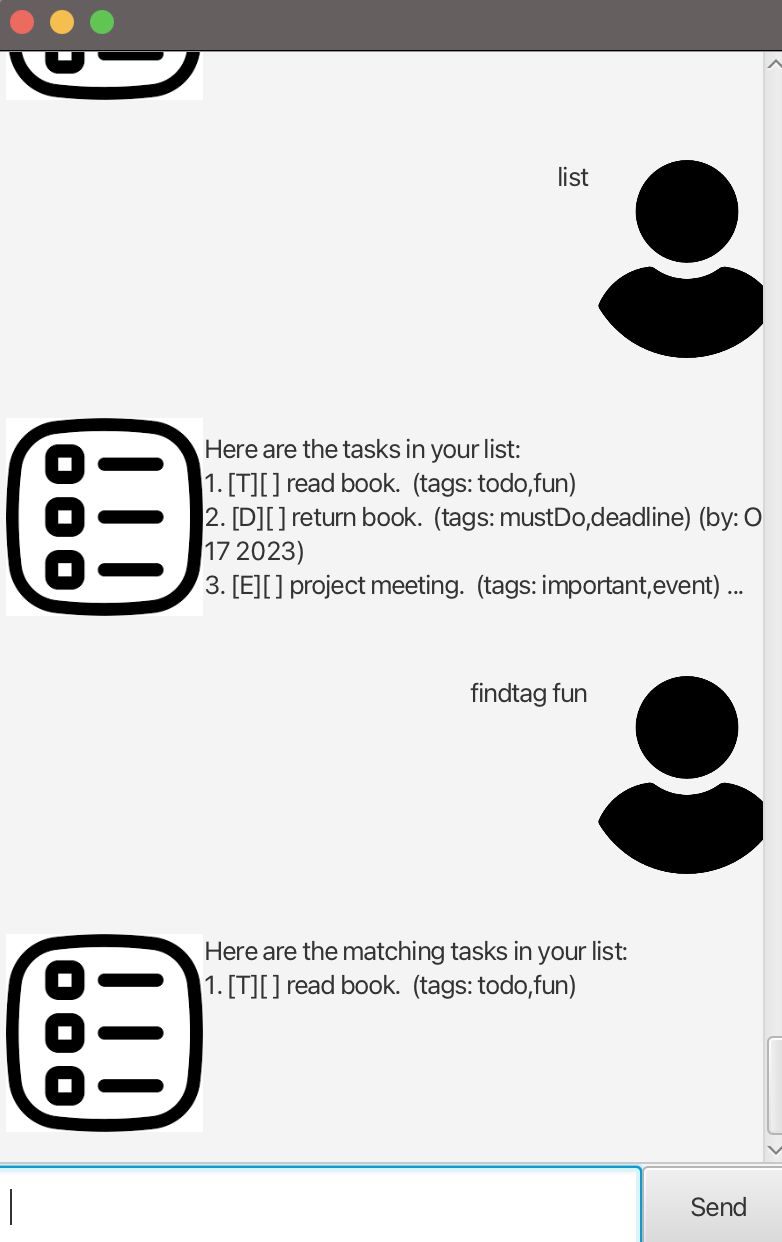 list
Here are the tasks in your list:
1. [T][ ] read book.  (tags: todo,fun)
2. [D][ ] return book.  (tags: mustDo,deadline) (by: O
17 2023)
3. [E][ ] project meeting.  (tags: important,event) ...
findtag fun
Here are the matching tasks in your list:
1. [T][ ] read book.  (tags: todo,fun)
Send